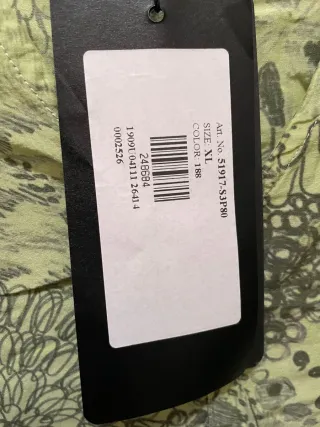 Art. No. 51917-S3P80
SIZE: XL
COLOR: 188
248684
1909U04111 26414
0002526